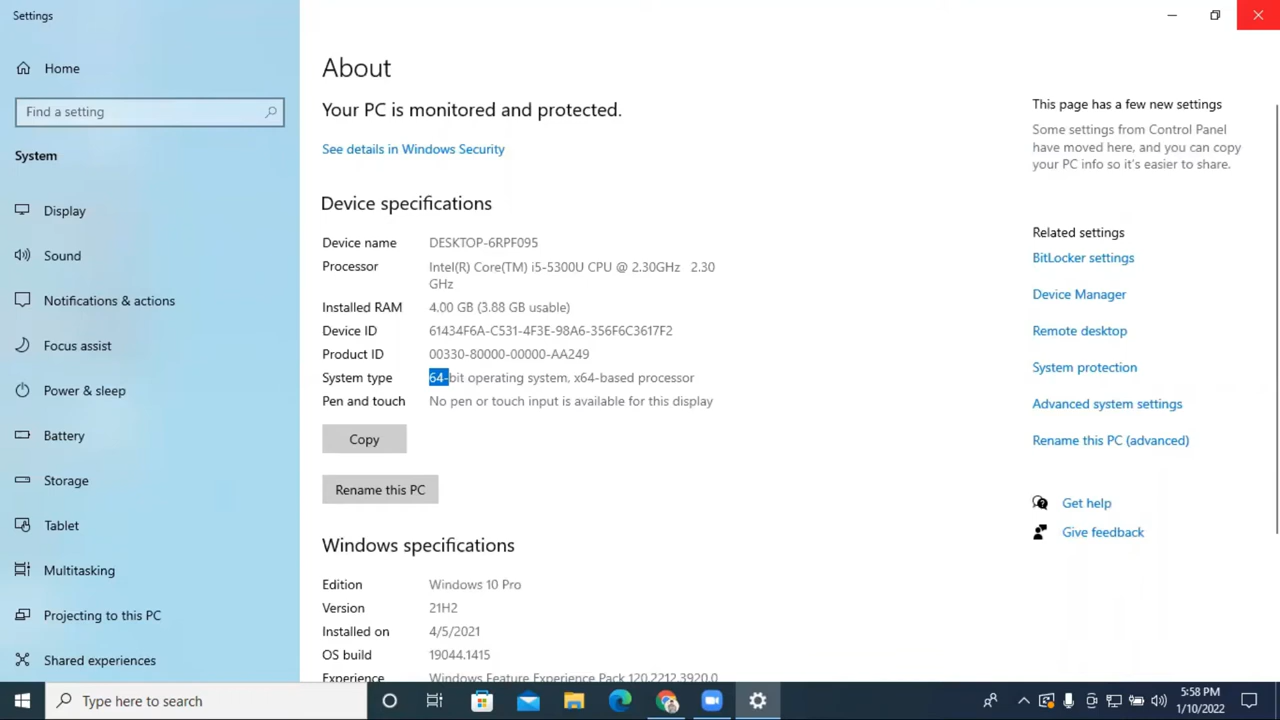 Settings
Home
Find a setting
System
Display
Sound
Notifications & actions
Focus assist
Power & sleep
Battery
Storage
Tablet
Multitasking
Projecting to this PC
Shared experiences
About
Your PC is monitored and protected.
See details in Windows Security
Device specifications
Device name DESKTOP-6RPF095
Processor Intel(R) Core(TM) i5-5300U CPU @ 2.30GHz 2.30
GHz
Installed RAM 4.00 GB (3.88 GB usable)
Device ID 61434F6A-C531-4F3E-98A6-356F6C3617F2
Product ID 00330-80000-00000-AA249
System type 64-bit operating system, x64-based processor
Pen and touch No pen or touch input is available for this display
Copy
Rename this PC
Windows specifications
Edition Windows 10 Pro
Version 21H2
Installed on 4/5/2021
OS build 19044.1415
Experience Windows Feature Experience Pack 120.2212.3920.0
This page has a few new settings
Some settings from Control Panel
have moved here, and you can copy
your PC info so it's easier to share.
Related settings
BitLocker settings
Device Manager
Remote desktop
System protection
Advanced system settings
Rename this PC (advanced)
Get help
Give feedback
Type here to search
5:58 PM
1/10/2022